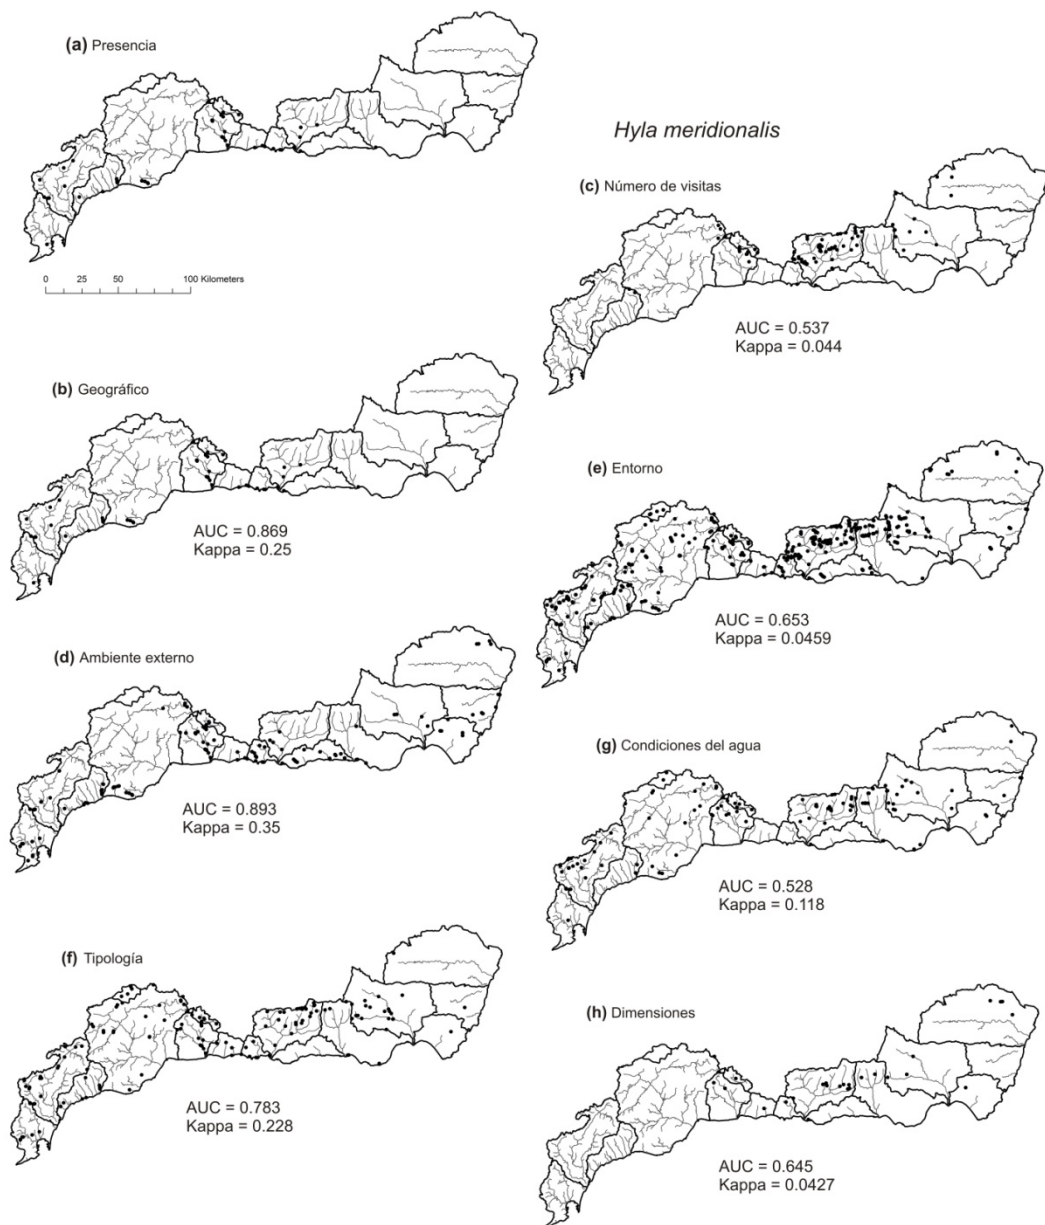 (a) Presencia
0 25 50 100 Kilometers
Hyla meridionalis
(c) Número de visitas
AUC = 0.537
Kappa = 0.044
(b) Geográfico
AUC = 0.869
Kappa = 0.25
(e) Entorno
AUC = 0.653
Kappa = 0.0459
(d) Ambiente externo
AUC = 0.893
Kappa = 0.35
(g) Condiciones del agua
AUC = 0.528
Kappa = 0.118
(f) Tipología
AUC = 0.783
Kappa = 0.228
(h) Dimensiones
AUC = 0.645
Kappa = 0.0427